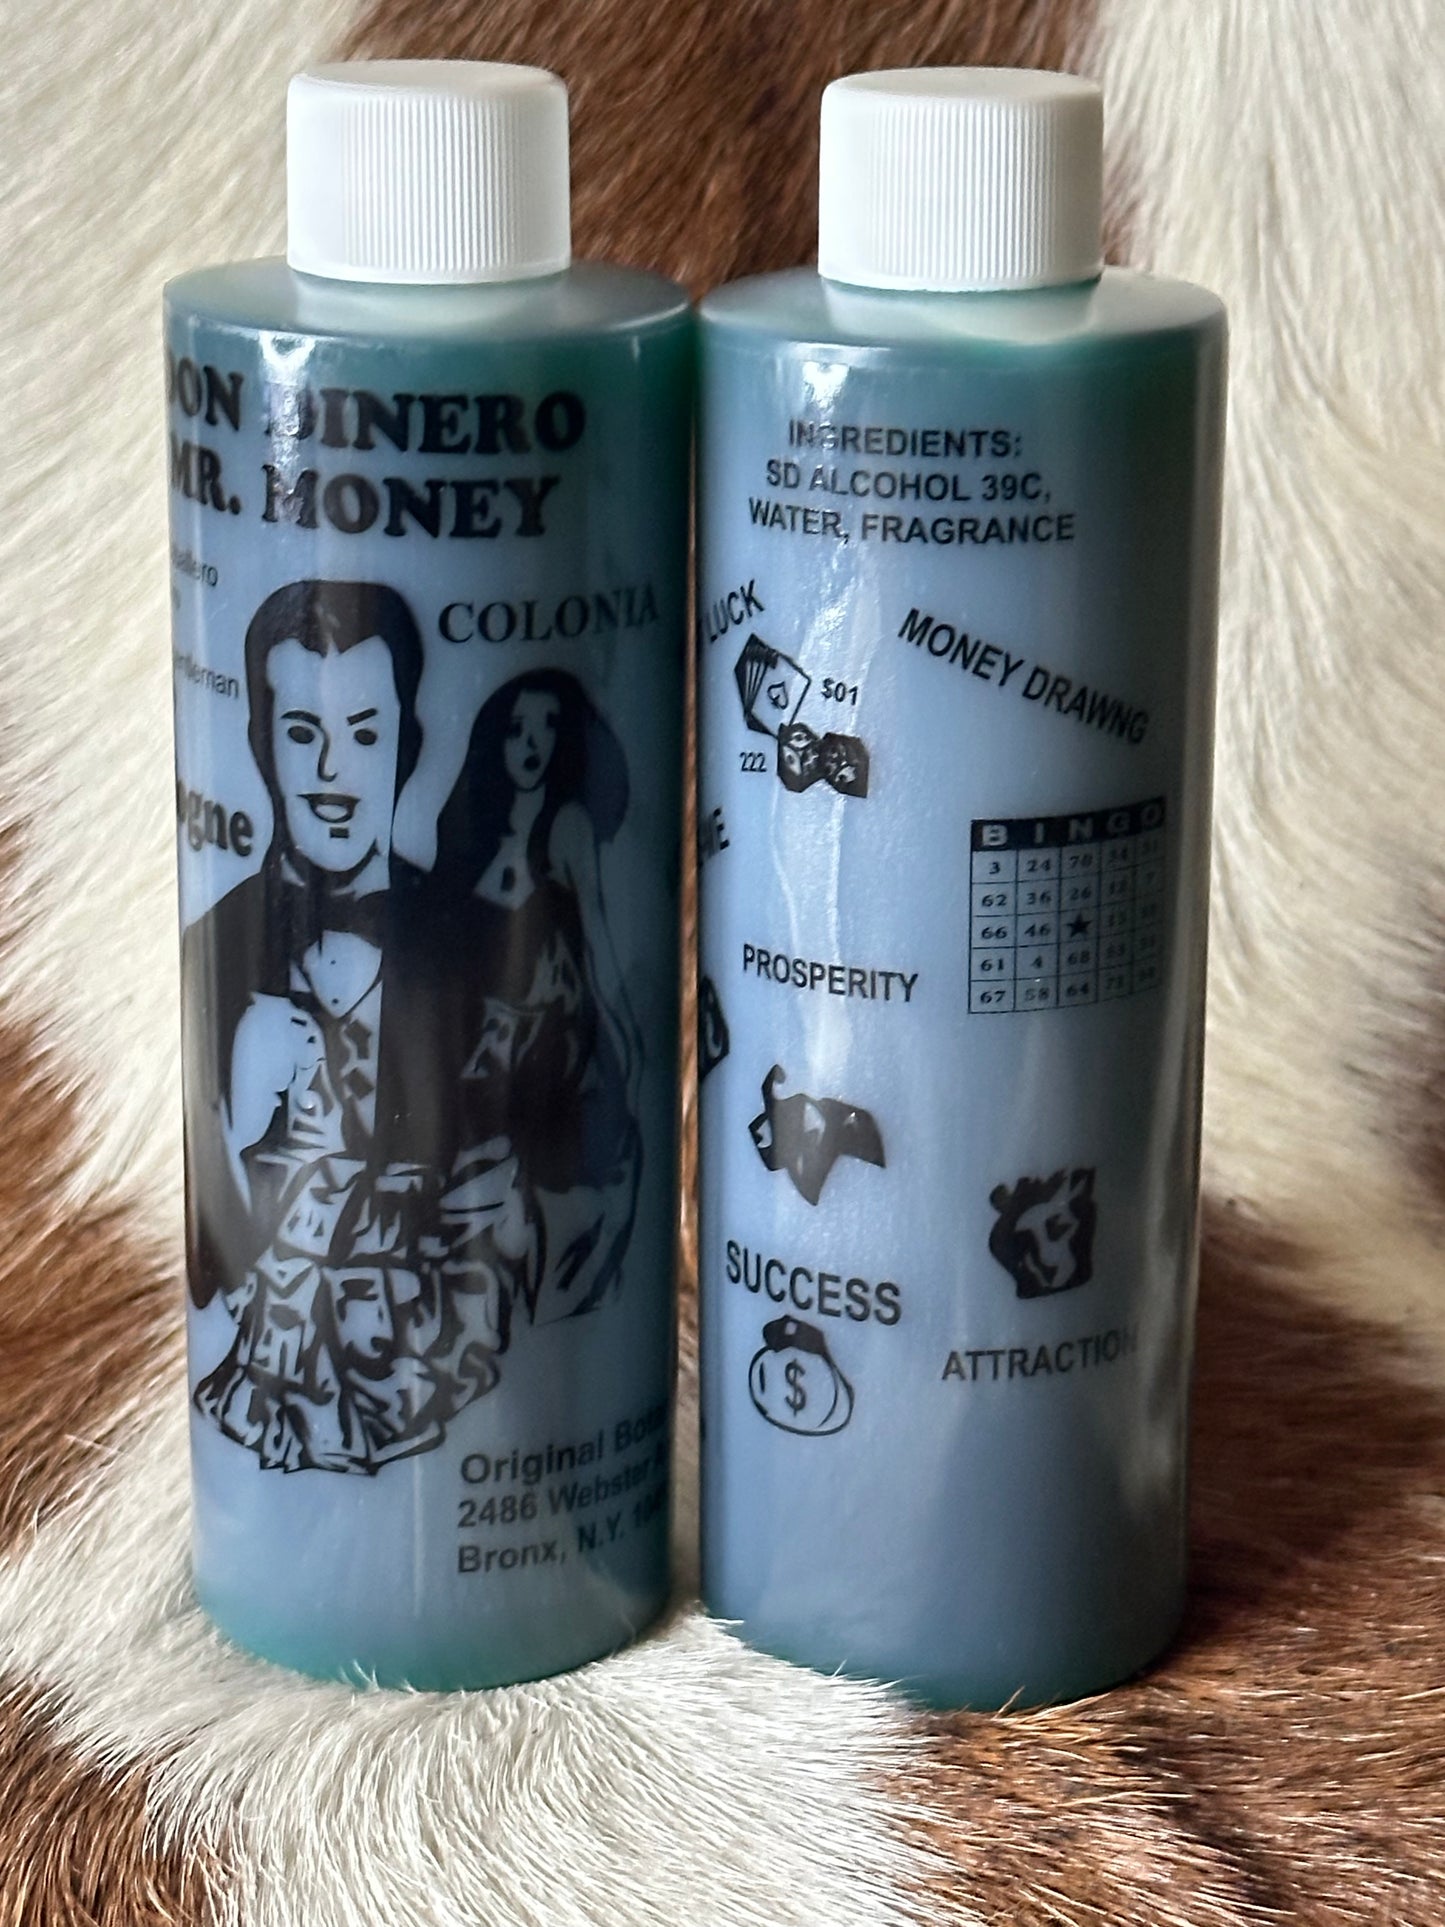 DON DINERO
MR. MONEY
COLONIA
Original
2486 Webster
Bronx, N.Y.
INGREDIENTS:
SD ALCOHOL 39C,
WATER, FRAGRANCE
LUCK
$01
222
MONEY DRAWNG
B I N G O
3 24 70
62 36 26
66 46
61 4 68
67 58 64
PROSPERITY
SUCCESS
$
ATTRACTION